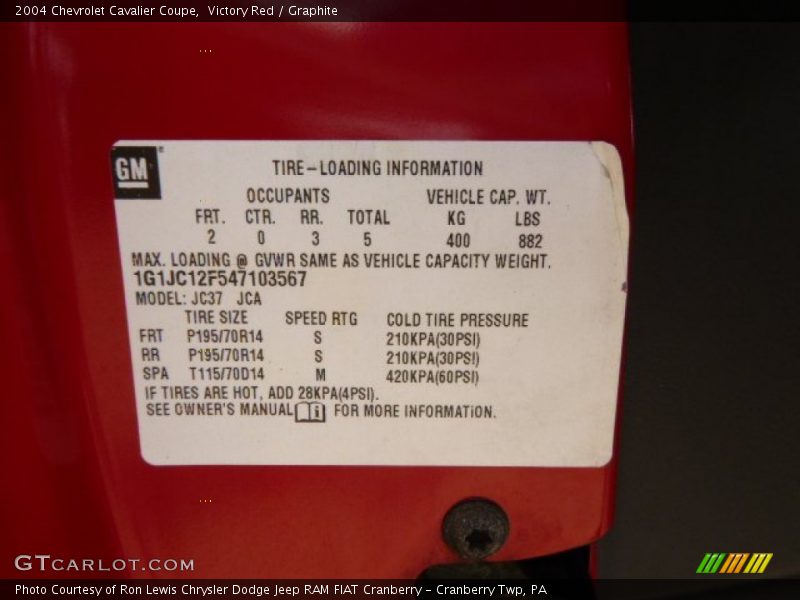 2004 Chevrolet Cavalier Coupe, Victory Red / Graphite
GM
TIRE-LOADING INFORMATION
OCCUPANTS VEHICLE CAP. WT.
FRT. CTR. RR. TOTAL KG LBS
2 0 3 5 400 882
MAX. LOADING @ GVWR SAME AS VEHICLE CAPACITY WEIGHT.
1G1JC12F547103567
MODEL: JC37 JCA
TIRE SIZE SPEED RTG COLD TIRE PRESSURE
FRT P195/70R14 S 210KPA(30PSI)
RR P195/70R14 S 210KPA(30PSI)
SPA T115/70D14 M 420KPA(60PSI)
IF TIRES ARE HOT, ADD 28KPA(4PSI).
SEE OWNER'S MANUAL FOR MORE INFORMATION.
GTCARLOT.COM
Photo Courtesy of Ron Lewis Chrysler Dodge Jeep RAM FIAT Cranberry - Cranberry Twp, PA